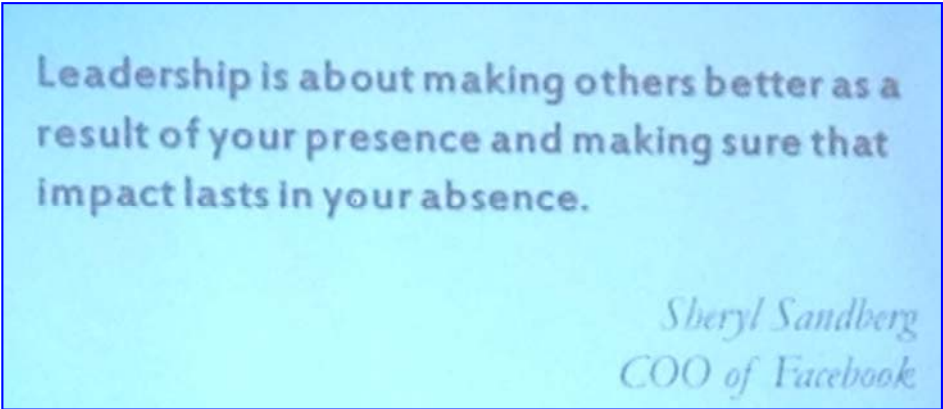 Leadership is about making others better as a
result of your presence and making sure that
impact lasts in your absence.
Sheryl Sandberg
COO of Facebook